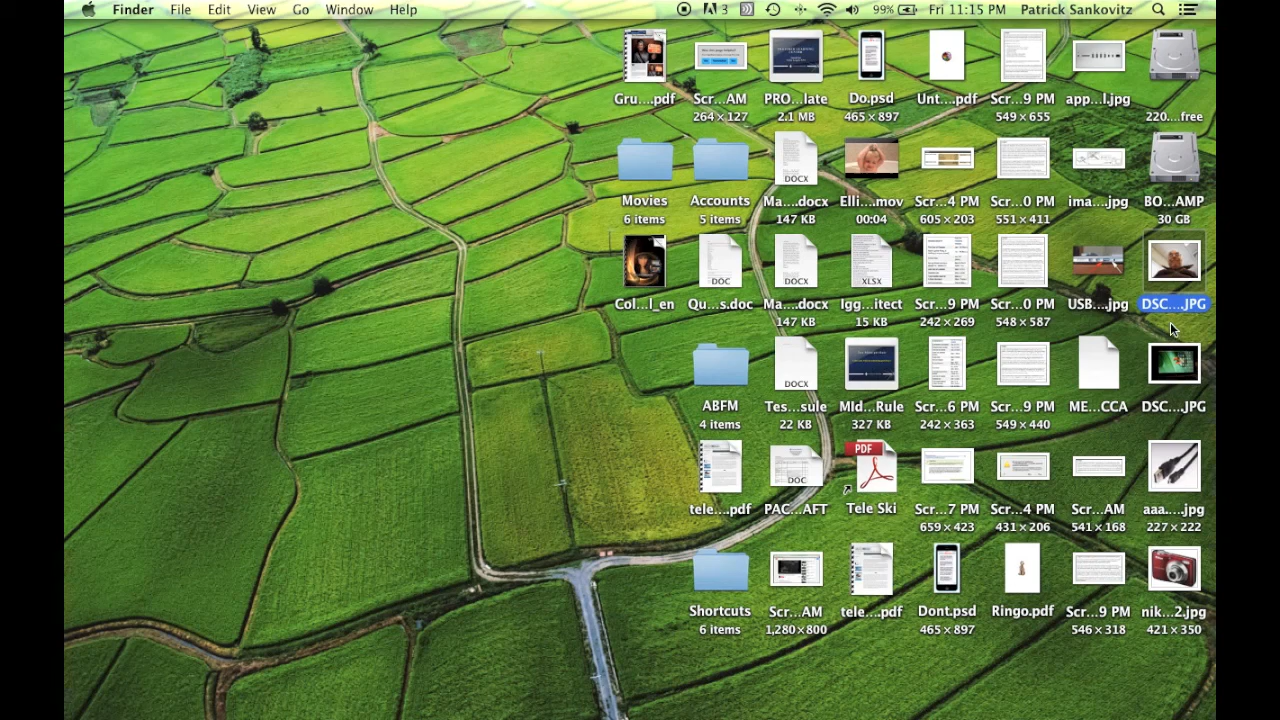 Finder File Edit View Go Window Help 3 99% Fri 11:15 PM Patrick Sankovitz
Gru....pdf Scr...AM PRO...late Do.psd Unt....pdf Scr...9 PM app...l.jpg
264 × 127 2.1 MB 465 × 897 549 × 655 220....free
DOCX
Movies Accounts Ma....docx Elli....mov Scr...4 PM Scr...0 PM ima...jpg BO...AMP
6 items 5 items 147 KB 00:04 605 × 203 551 × 411 30 GB
DOC DOCX XLSX
Col...l_en Qu...s.doc Ma....docx Igg...itect Scr...9 PM Scr...0 PM USB...jpg DSC....JPG
147 KB 15 KB 242 × 269 548 × 587
DOCX
ABFM Tes...sule MId...Rule Scr...6 PM Scr...9 PM ME...CCA DSC....JPG
4 items 22 KB 327 KB 242 × 363 549 × 440
PDF
DOC
tele....pdf PAC...AFT Tele Ski Scr...7 PM Scr...4 PM Scr...AM aaa....jpg
659 × 423 431 × 206 541 × 168 227 × 222
Shortcuts Scr...AM tele....pdf Dont.psd Ringo.pdf Scr...9 PM nik...2.jpg
6 items 1,280 × 800 465 × 897 546 × 318 421 × 350